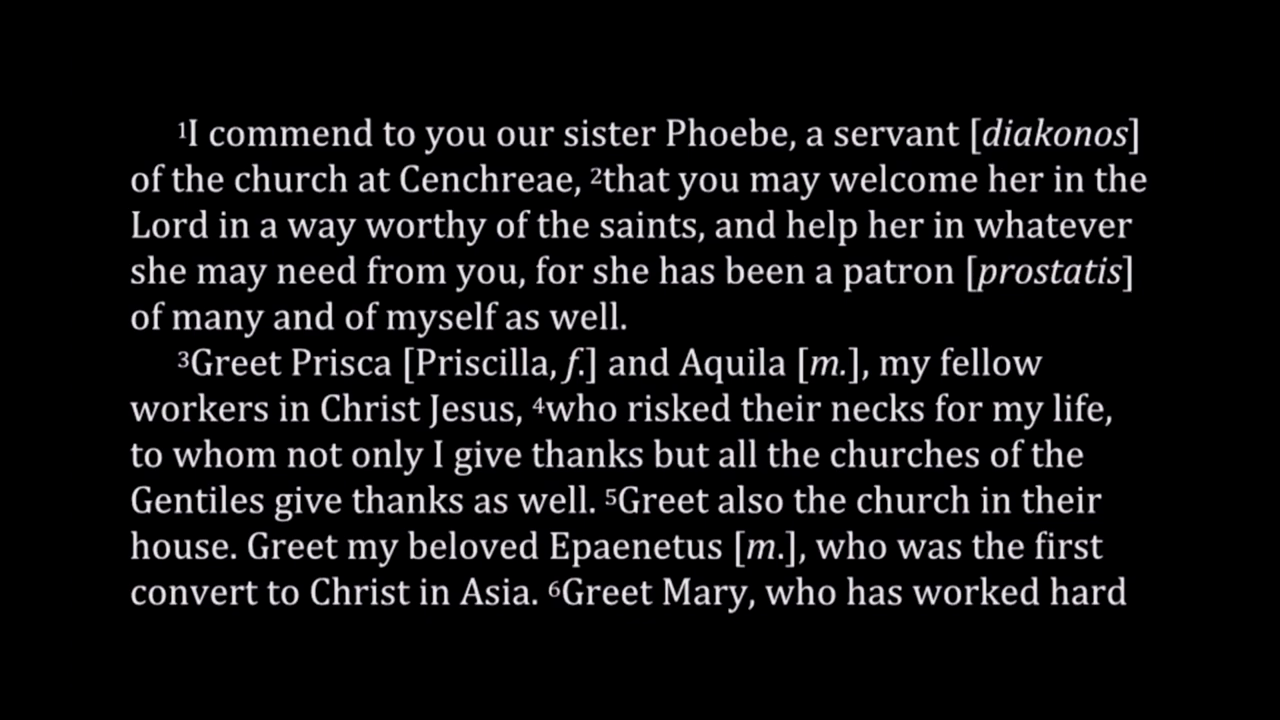 ¹I commend to you our sister Phoebe, a servant [diakonos]
of the church at Cenchreae, ²that you may welcome her in the
Lord in a way worthy of the saints, and help her in whatever
she may need from you, for she has been a patron [prostatis]
of many and of myself as well.
³Greet Prisca [Priscilla, f.] and Aquila [m.], my fellow
workers in Christ Jesus, ⁴who risked their necks for my life,
to whom not only I give thanks but all the churches of the
Gentiles give thanks as well. ⁵Greet also the church in their
house. Greet my beloved Epaenetus [m.], who was the first
convert to Christ in Asia. ⁶Greet Mary, who has worked hard